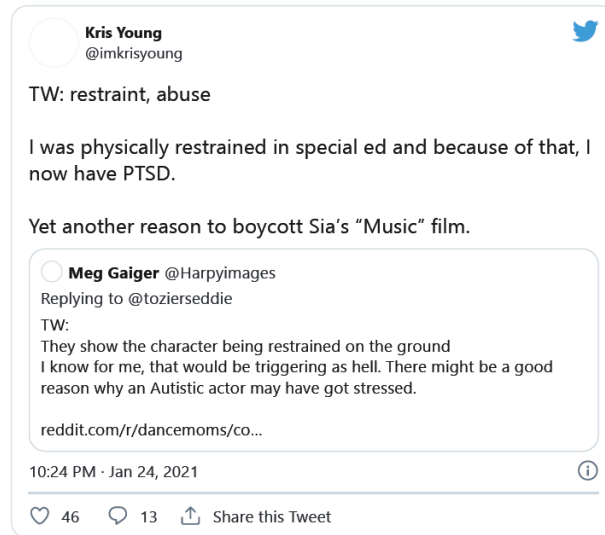 Kris Young
@imkrisyoung
TW: restraint, abuse
I was physically restrained in special ed and because of that, I
now have PTSD.
Yet another reason to boycott Sia’s “Music” film.
Meg Gaiger @Harpyimages
Replying to @tozierseddie
TW:
They show the character being restrained on the ground
I know for me, that would be triggering as hell. There might be a good
reason why an Autistic actor may have got stressed.
reddit.com/r/dancemoms/co...
10:24 PM · Jan 24, 2021
46 13 Share this Tweet